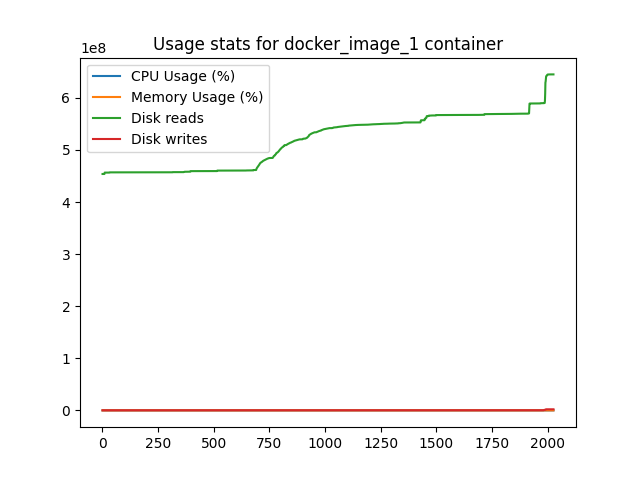 Usage stats for docker_image_1 container
1e8
CPU Usage (%)
Memory Usage (%)
Disk reads
Disk writes
6
5
4
3
2
1
0
0 250 500 750 1000 1250 1500 1750 2000